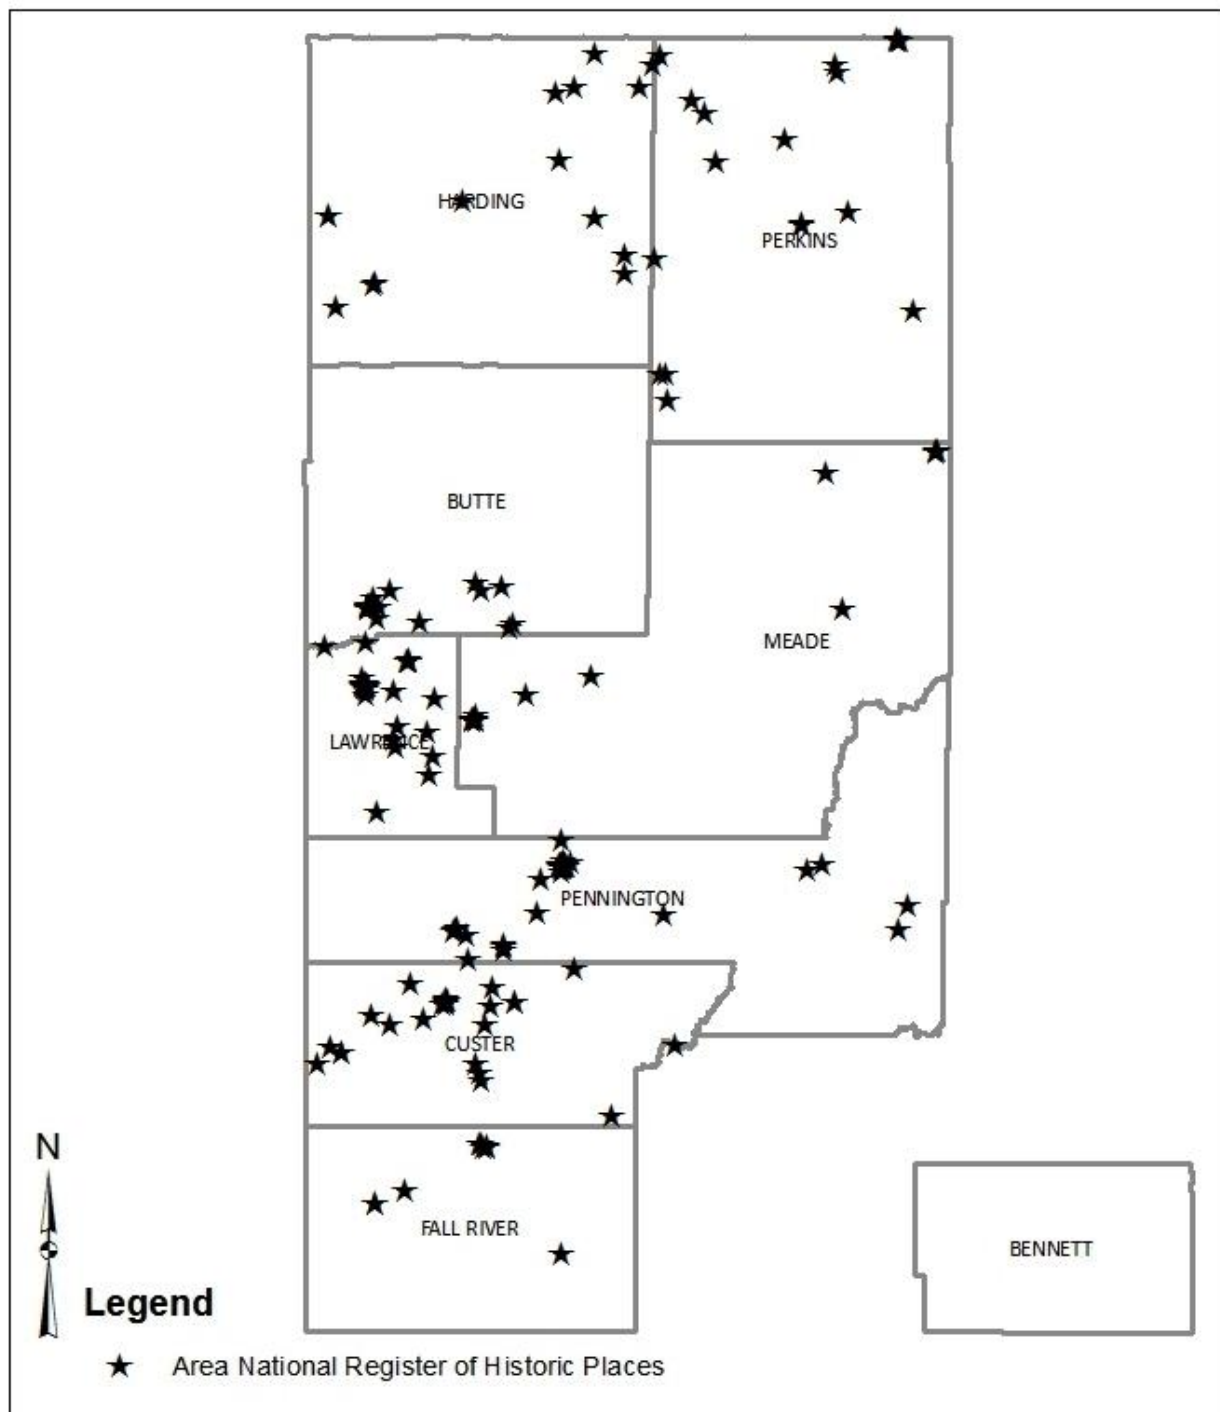 HARDING
PERKINS
BUTTE
MEADE
LAWRENCE
PENNINGTON
CUSTER
N
FALL RIVER
BENNETT
Legend
Area National Register of Historic Places